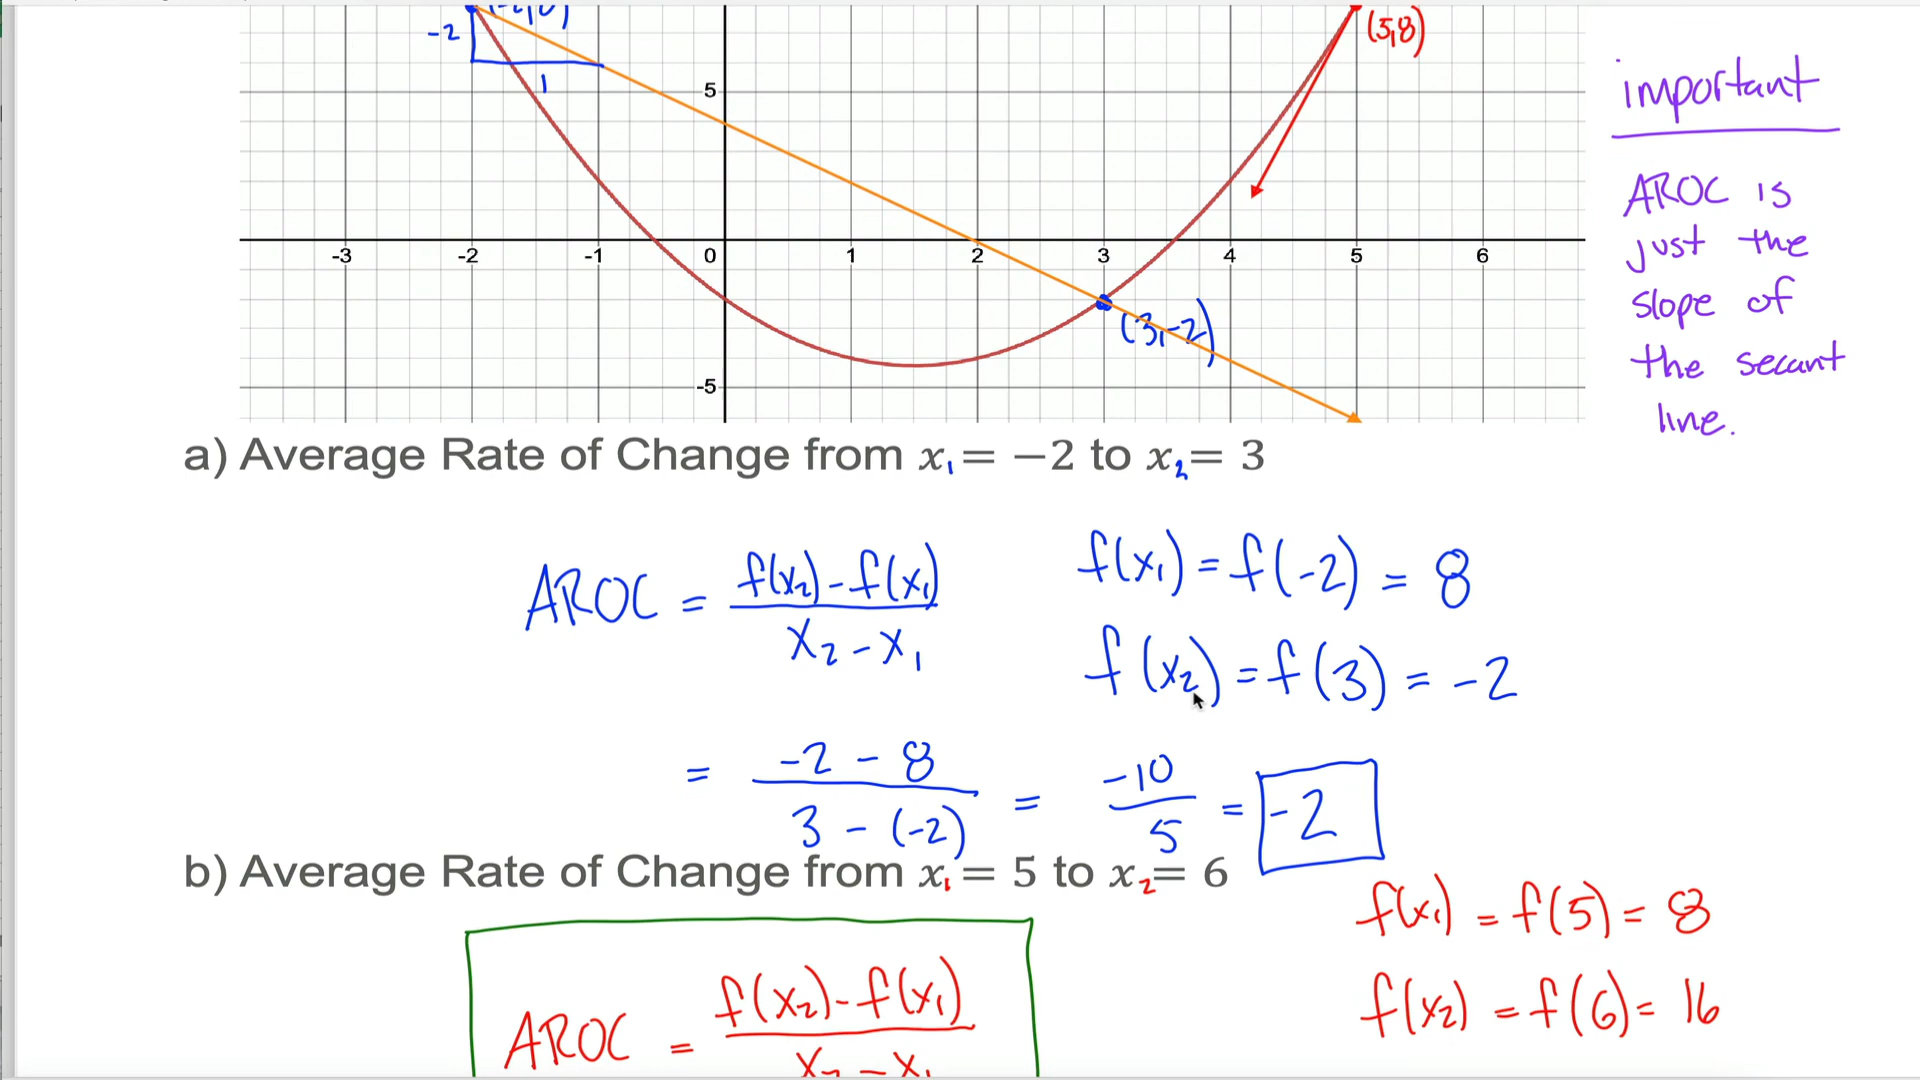 -2
1
(5,8)
5
-3 -2 -1 0 1 2 3 4 5 6
(3,-2)
-5
important
AROC is
just the
slope of
the secant
line.
a) Average Rate of Change from x₁= −2 to x₂= 3
AROC = f(x₂)-f(x₁) / x₂-x₁
f(x₁) = f(-2) = 8
f(x₂) = f(3) = -2
= -2 - 8 / 3 - (-2) = -10 / 5 = -2
b) Average Rate of Change from x₁= 5 to x₂= 6
f(x₁) = f(5) = 8
f(x₂) = f(6) = 16
AROC = f(x₂)-f(x₁) / x₂-x₁